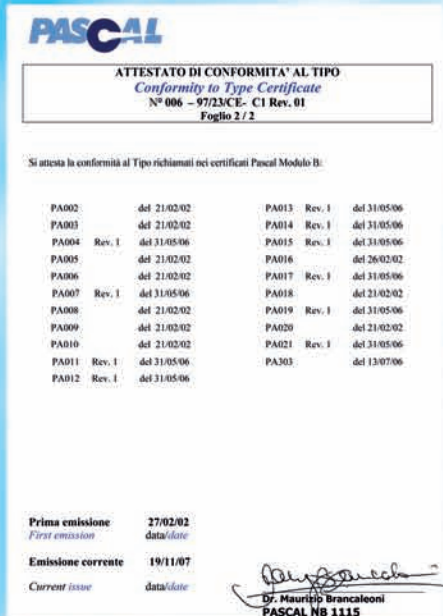 PASCAL
ATTESTATO DI CONFORMITA' AL TIPO
Conformity to Type Certificate
Nº 006 – 97/23/CE- C1 Rev. 01
Foglio 2 / 2
Si attesta la conformità al Tipo richiamati nei certificati Pascal Modulo B:
PA002 del 21/02/02
PA003 del 21/02/02
PA004 Rev. 1 del 31/05/06
PA005 del 21/02/02
PA006 del 21/02/02
PA007 Rev. 1 del 31/05/06
PA008 del 21/02/02
PA009 del 21/02/02
PA010 del 21/02/02
PA011 Rev. 1 del 31/05/06
PA012 Rev. 1 del 31/05/06
PA013 Rev. 1 del 31/05/06
PA014 Rev. 1 del 31/05/06
PA015 Rev. 1 del 31/05/06
PA016 del 26/02/02
PA017 Rev. 1 del 31/05/06
PA018 del 21/02/02
PA019 Rev. 1 del 31/05/06
PA020 del 21/02/02
PA021 Rev. 1 del 31/05/06
PA303 del 13/07/06
Prima emissione 27/02/02
First emission data/date
Emissione corrente 19/11/07
Current issue data/date
Dr. Maurizio Brancaleoni
PASCAL NB 1115